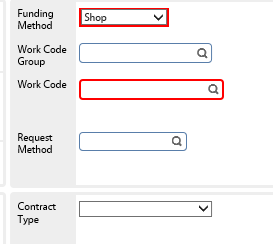 Funding
Method
Shop
Work Code
Group
Work Code
Request
Method
Contract
Type